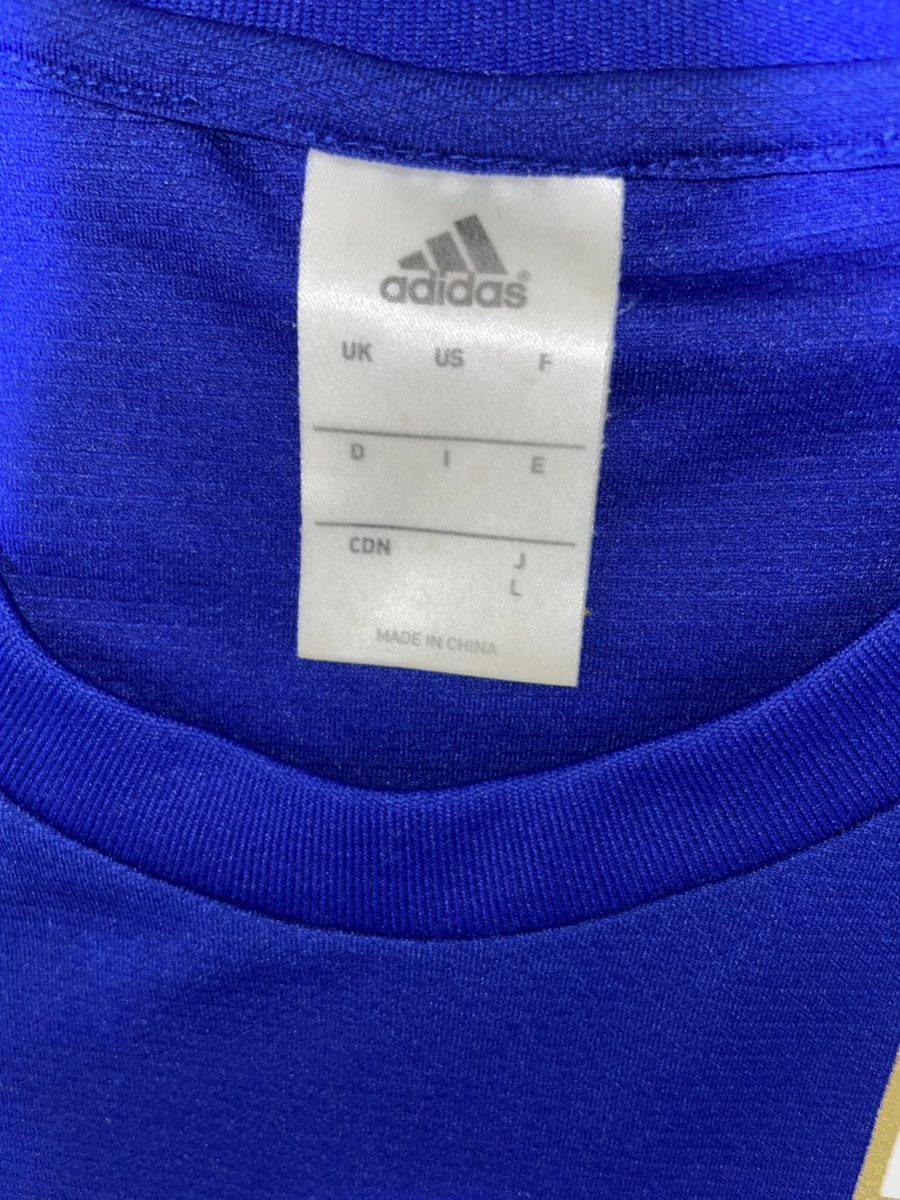 adidas®
UK US F
D I E
CDN J
L
MADE IN CHINA